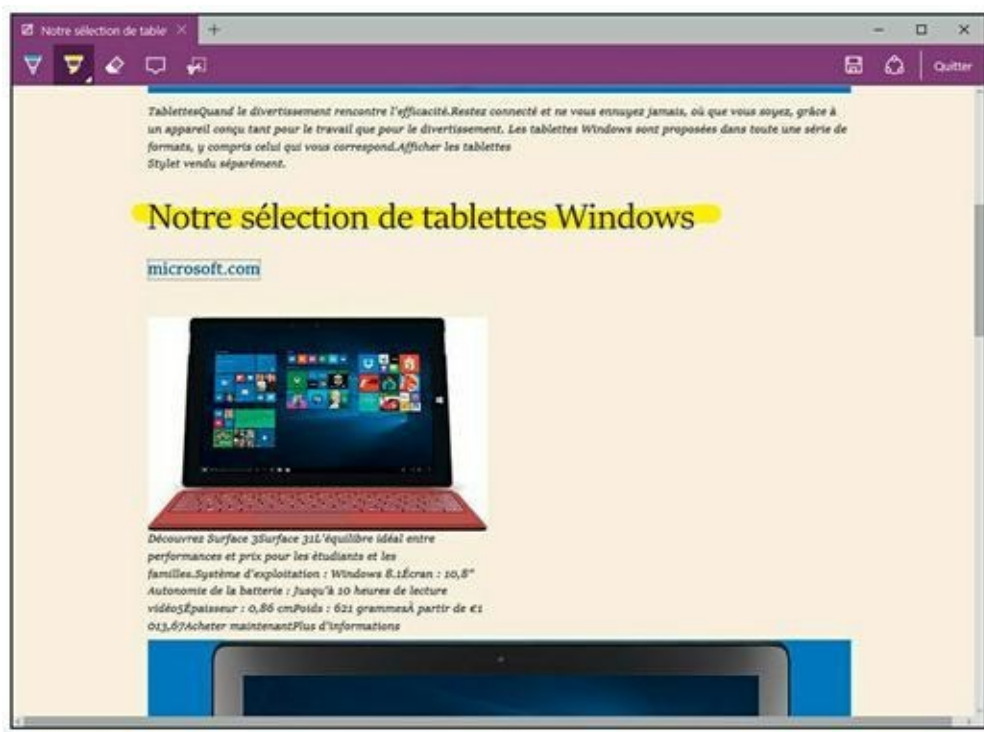 Notre sélection de table
Quitter
TablettesQuand le divertissement rencontre l'efficacité.Restez connecté et ne vous ennuyez jamais, où que vous soyez, grâce à
un appareil conçu tant pour le travail que pour le divertissement. Les tablettes Windows sont proposées dans toute une série de
formats, y compris celui qui vous correspond.Afficher les tablettes
Stylet vendu séparément.
Notre sélection de tablettes Windows
microsoft.com
Découvrez Surface 3Surface 31L'équilibre idéal entre
performances et prix pour les étudiants et les
familles.Système d'exploitation : Windows 8.1Écran : 10,8"
Autonomie de la batterie : Jusqu'à 10 heures de lecture
vidéo5Épaisseur : 0,86 cmPoids : 621 grammesÀ partir de €1
013,67Acheter maintenantPlus d'informations